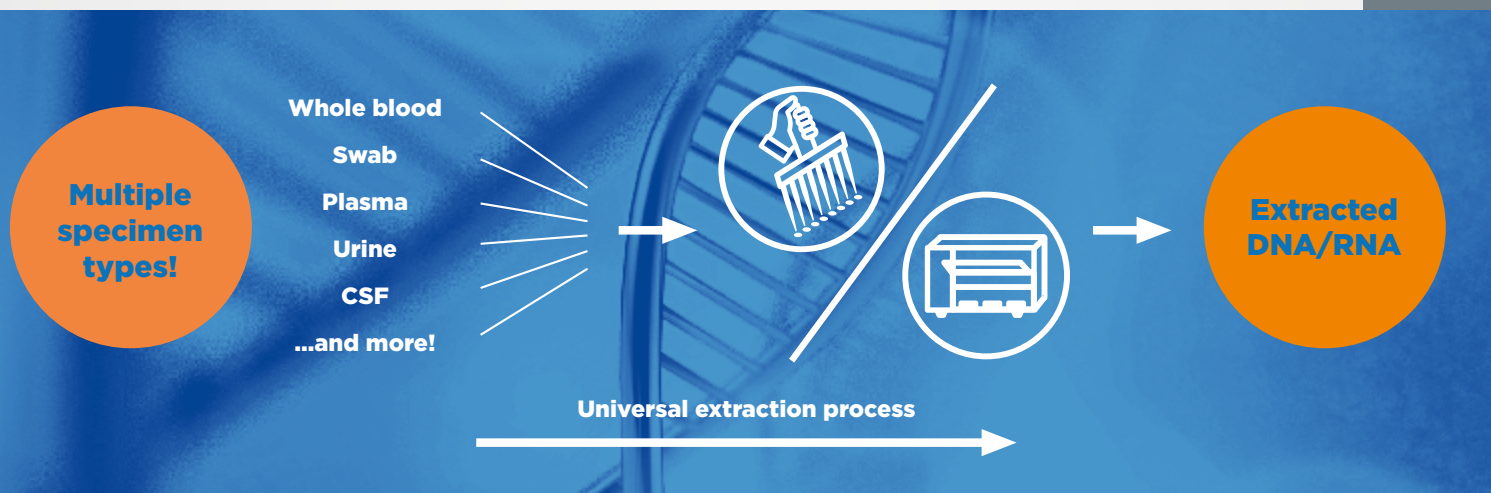 Multiple
specimen
types!
Whole blood
Swab
Plasma
Urine
CSF
...and more!
Extracted
DNA/RNA
Universal extraction process